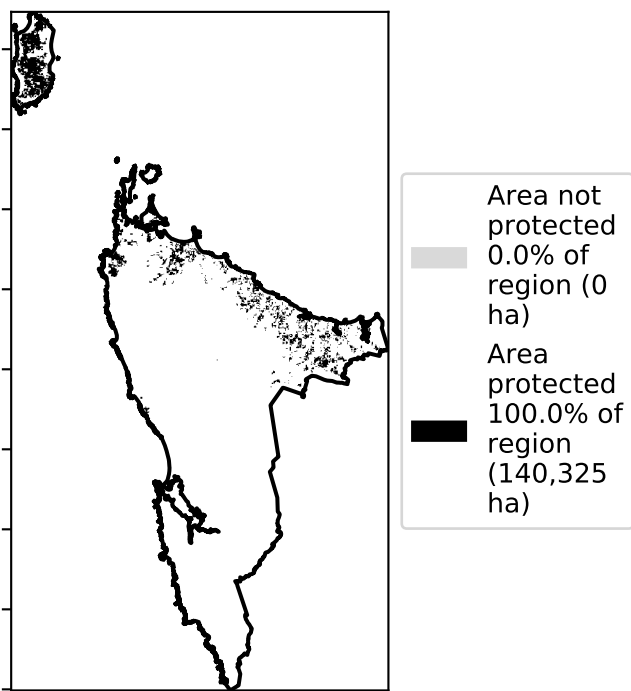 Area not
protected
0.0% of
region (0
ha)
Area
protected
100.0% of
region
(140,325
ha)